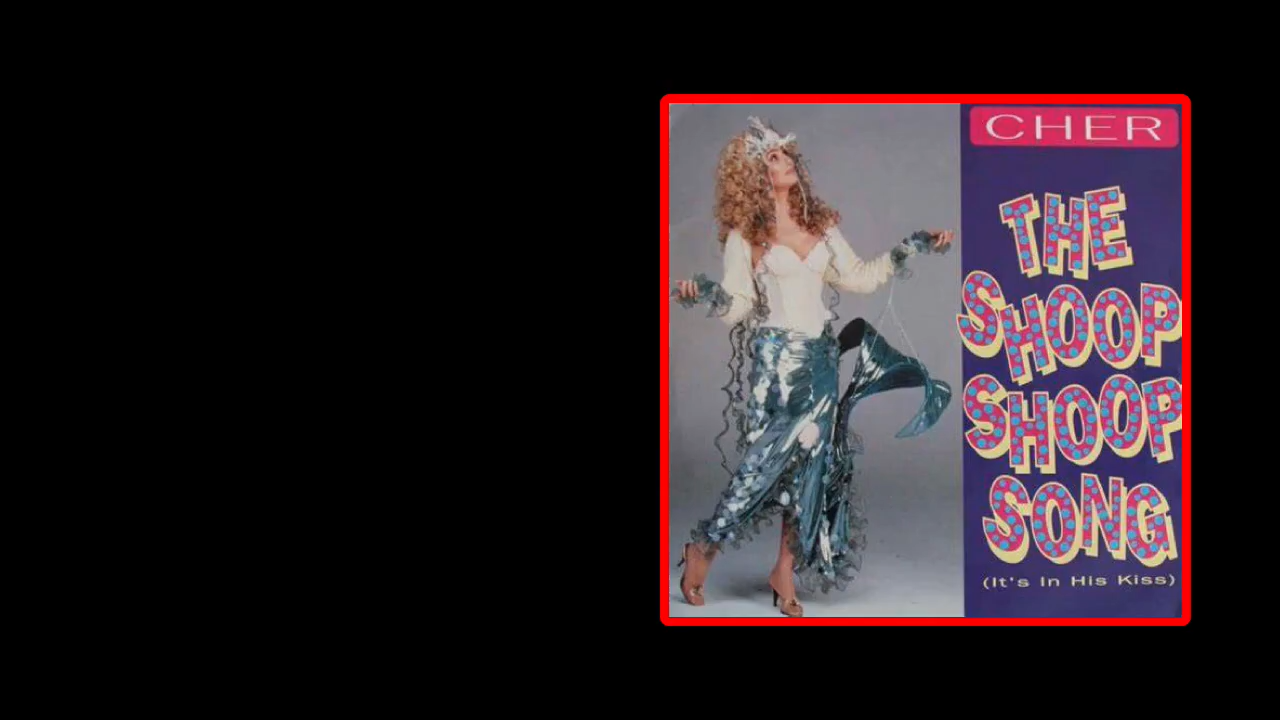 CHER
THE
SHOOP
SHOOP
SONG
(It's In His Kiss)